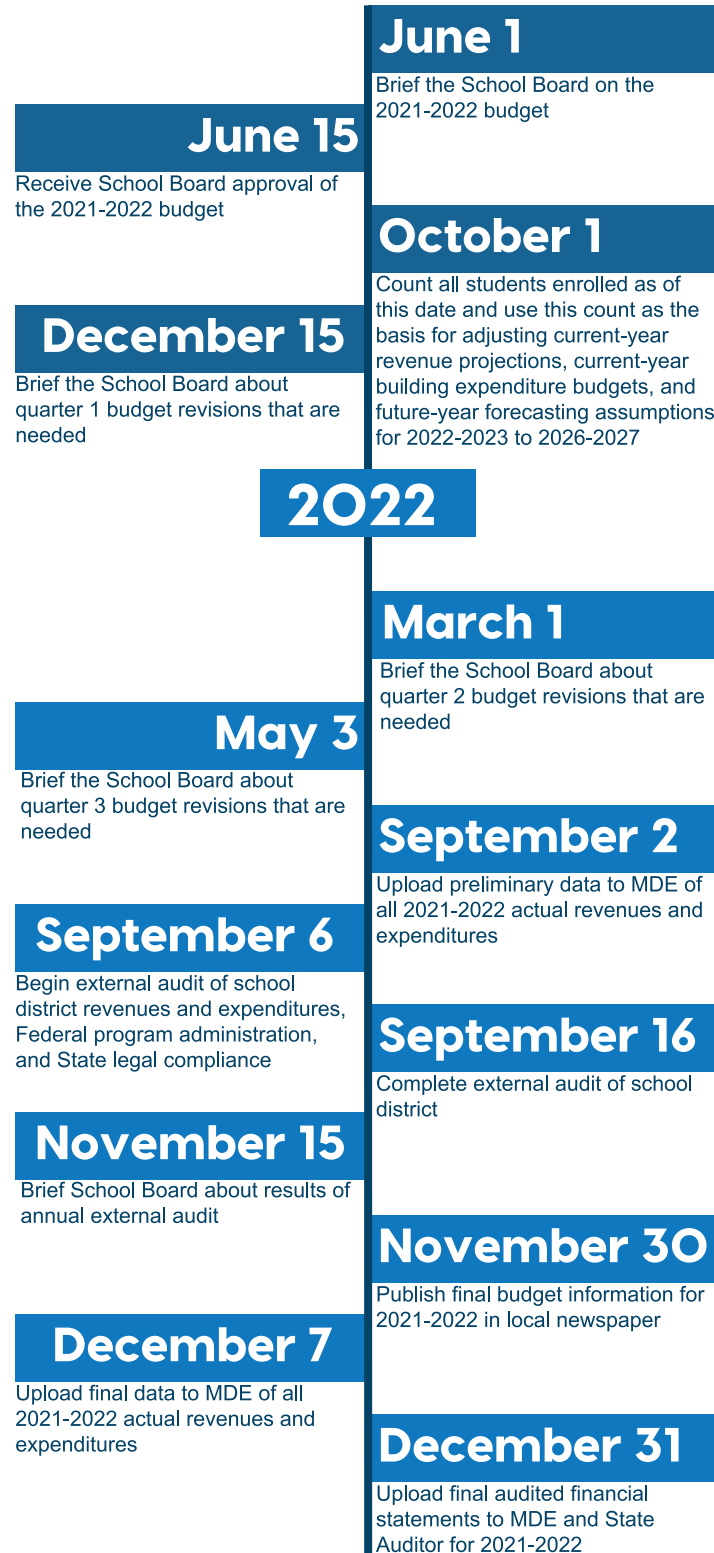 June 1
Brief the School Board on the
2021-2022 budget
June 15
Receive School Board approval of
the 2021-2022 budget
October 1
Count all students enrolled as of
this date and use this count as the
basis for adjusting current-year
revenue projections, current-year
building expenditure budgets, and
future-year forecasting assumptions
for 2022-2023 to 2026-2027
December 15
Brief the School Board about
quarter 1 budget revisions that are
needed
2022
March 1
Brief the School Board about
quarter 2 budget revisions that are
needed
May 3
Brief the School Board about
quarter 3 budget revisions that are
needed
September 2
Upload preliminary data to MDE of
all 2021-2022 actual revenues and
expenditures
September 6
Begin external audit of school
district revenues and expenditures,
Federal program administration,
and State legal compliance
September 16
Complete external audit of school
district
November 15
Brief School Board about results of
annual external audit
November 30
Publish final budget information for
2021-2022 in local newspaper
December 7
Upload final data to MDE of all
2021-2022 actual revenues and
expenditures
December 31
Upload final audited financial
statements to MDE and State
Auditor for 2021-2022